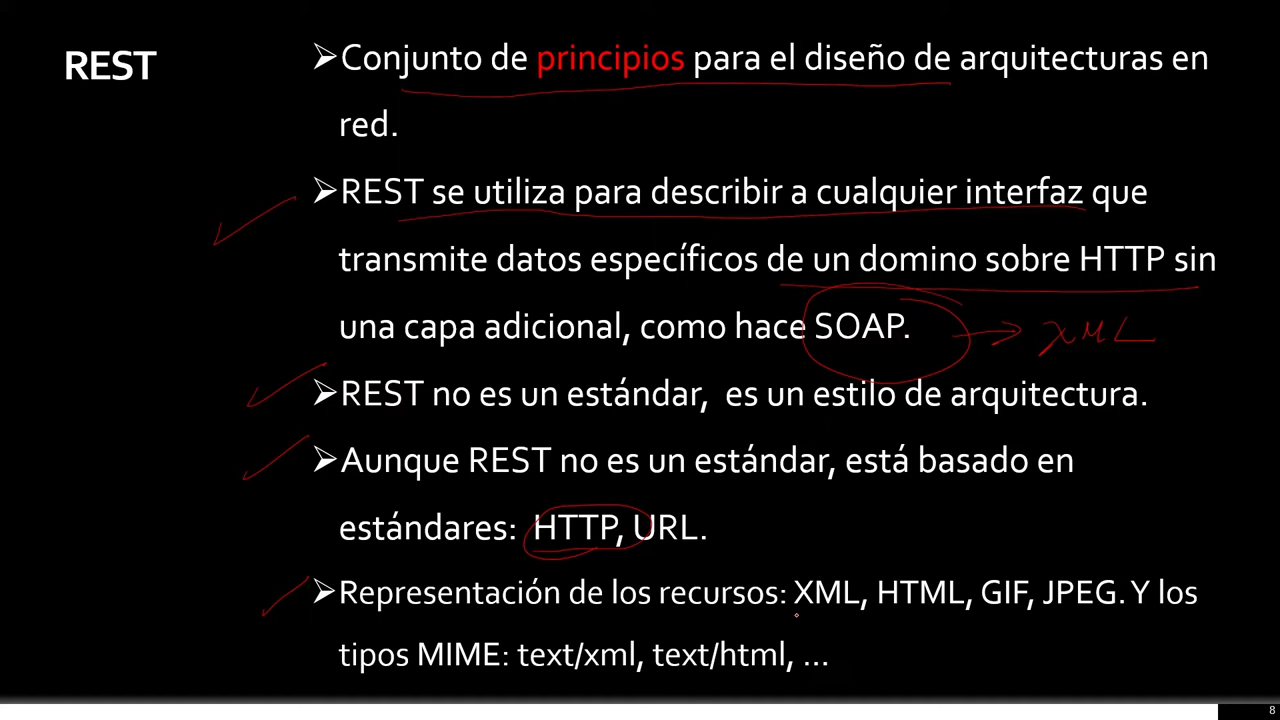 REST
➢Conjunto de principios para el diseño de arquitecturas en
red.
➢REST se utiliza para describir a cualquier interfaz que
transmite datos específicos de un domino sobre HTTP sin
una capa adicional, como hace SOAP.
XML
➢REST no es un estándar, es un estilo de arquitectura.
➢Aunque REST no es un estándar, está basado en
estándares: HTTP, URL.
➢Representación de los recursos: XML, HTML, GIF, JPEG. Y los
tipos MIME: text/xml, text/html, ...
8